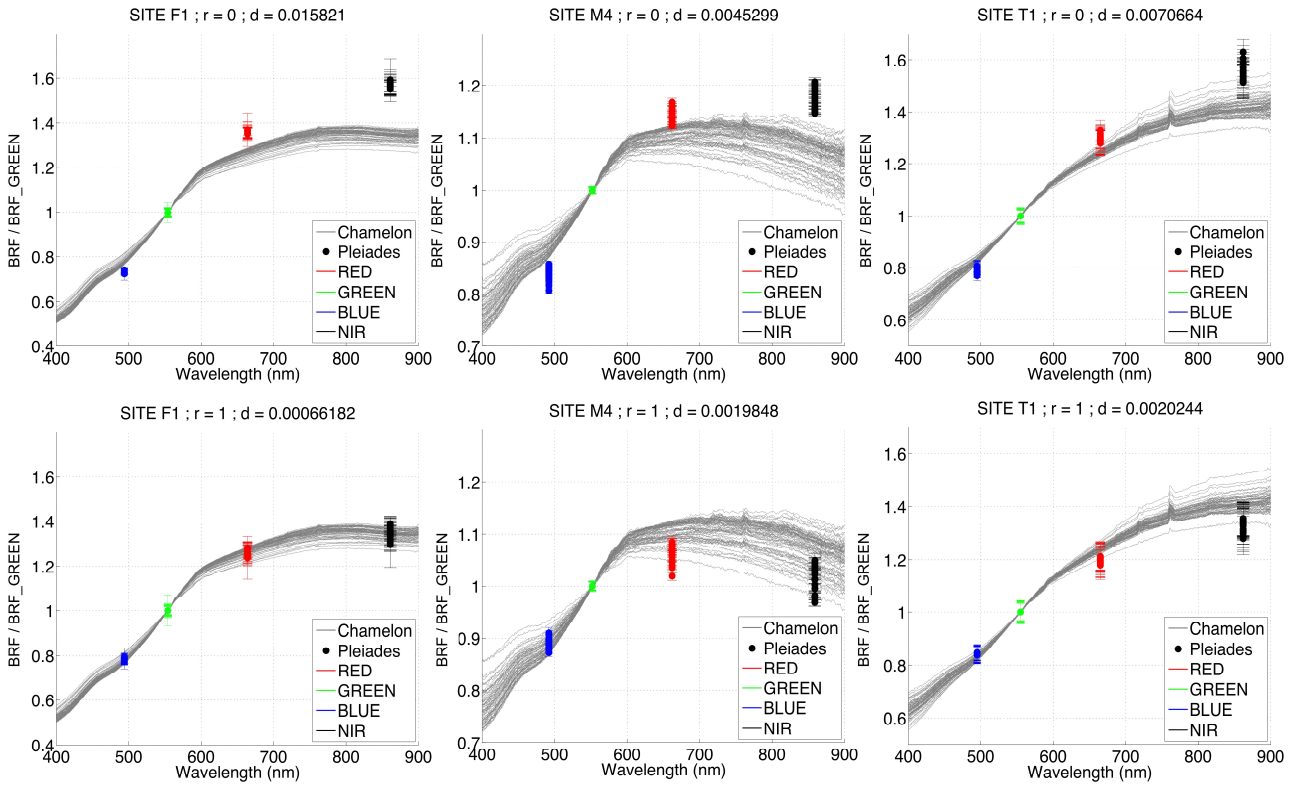 SITE F1 ; r = 0 ; d = 0.015821
BRF / BRF_GREEN
1.6
1.4
1.2
1
0.8
0.6
0.4
400 500 600 700 800 900
Wavelength (nm)
Chamelon
Pleiades
RED
GREEN
BLUE
NIR
SITE M4 ; r = 0 ; d = 0.0045299
BRF / BRF_GREEN
1.2
1.1
1
0.9
0.8
0.7
400 500 600 700 800 900
Wavelength (nm)
Chamelon
Pleiades
RED
GREEN
BLUE
NIR
SITE T1 ; r = 0 ; d = 0.0070664
BRF / BRF_GREEN
1.6
1.4
1.2
1
0.8
0.6
400 500 600 700 800 900
Wavelength (nm)
Chamelon
Pleiades
RED
GREEN
BLUE
NIR
SITE F1 ; r = 1 ; d = 0.00066182
BRF / BRF_GREEN
1.6
1.4
1.2
1
0.8
0.6
0.4
400 500 600 700 800 900
Wavelength (nm)
Chamelon
Pleiades
RED
GREEN
BLUE
NIR
SITE M4 ; r = 1 ; d = 0.0019848
BRF / BRF_GREEN
1.2
1.1
1
0.9
0.8
0.7
400 500 600 700 800 900
Wavelength (nm)
Chamelon
Pleiades
RED
GREEN
BLUE
NIR
SITE T1 ; r = 1 ; d = 0.0020244
BRF / BRF_GREEN
1.6
1.4
1.2
1
0.8
0.6
400 500 600 700 800 900
Wavelength (nm)
Chamelon
Pleiades
RED
GREEN
BLUE
NIR